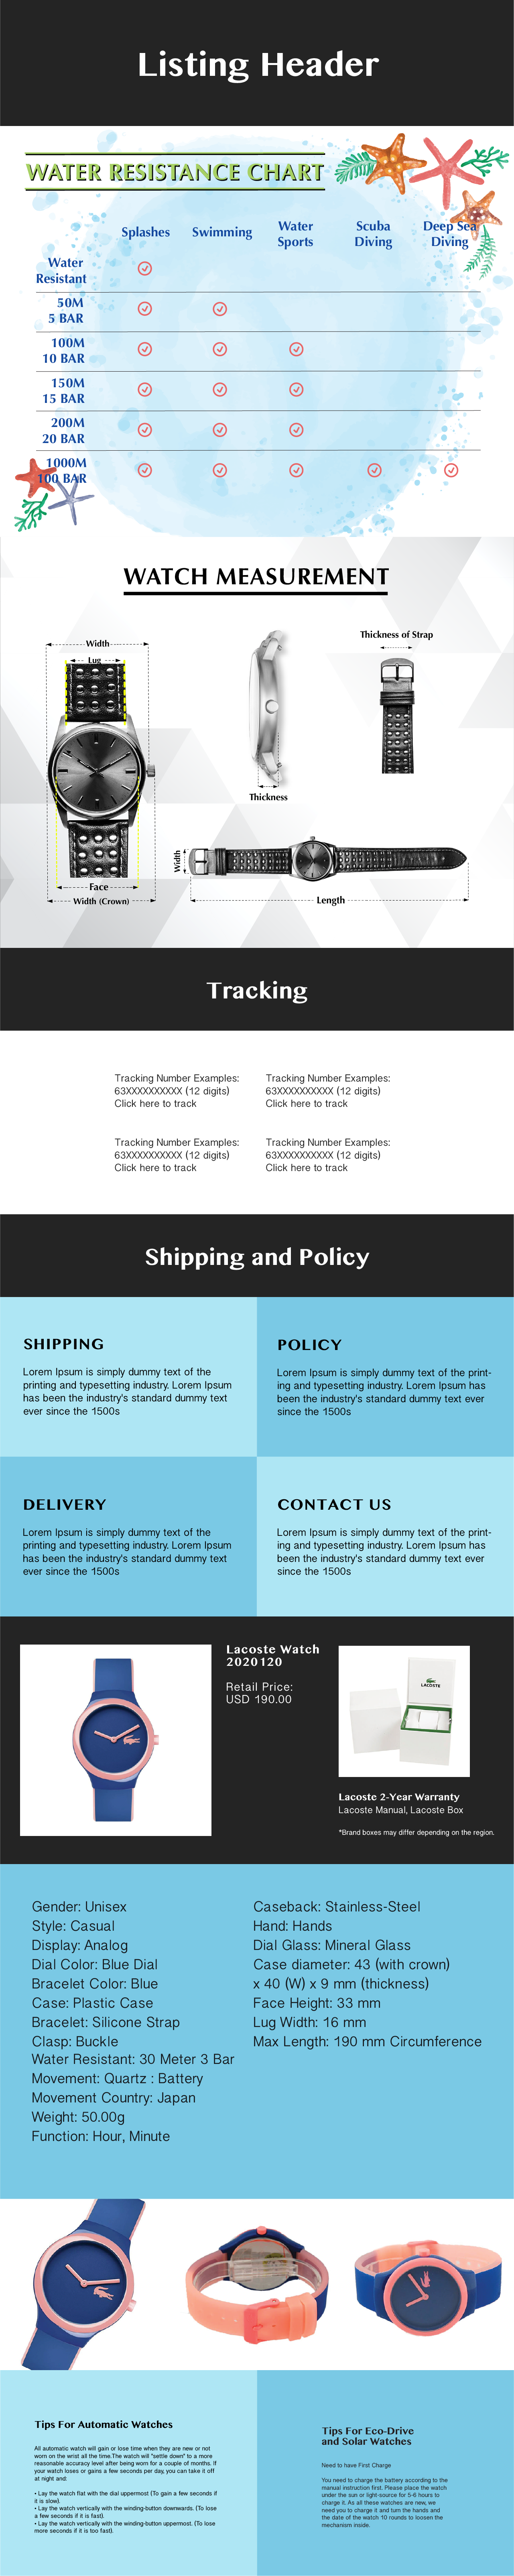 Listing Header
WATER RESISTANCE CHART
Splashes
Swimming
Water
Sports
Scuba
Diving
Deep Sea
Diving
Water
Resistant
50M
5 BAR
100M
10 BAR
150M
15 BAR
200M
20 BAR
1000M
100 BAR
WATCH MEASUREMENT
Width
Lug
Face
Width (Crown)
Thickness
Thickness of Strap
Width
Length
Tracking
Tracking Number Examples:
63XXXXXXXXXX (12 digits)
Click here to track
Tracking Number Examples:
63XXXXXXXXXX (12 digits)
Click here to track
Tracking Number Examples:
63XXXXXXXXXX (12 digits)
Click here to track
Tracking Number Examples:
63XXXXXXXXXX (12 digits)
Click here to track
Shipping and Policy
SHIPPING
Lorem Ipsum is simply dummy text of the
printing and typesetting industry. Lorem Ipsum
has been the industry's standard dummy text
ever since the 1500s
POLICY
Lorem Ipsum is simply dummy text of the print-
ing and typesetting industry. Lorem Ipsum has
been the industry's standard dummy text ever
since the 1500s
DELIVERY
Lorem Ipsum is simply dummy text of the
printing and typesetting industry. Lorem Ipsum
has been the industry's standard dummy text
ever since the 1500s
CONTACT US
Lorem Ipsum is simply dummy text of the print-
ing and typesetting industry. Lorem Ipsum has
been the industry's standard dummy text ever
since the 1500s
Lacoste Watch
2020120
Retail Price:
USD 190.00
LACOSTE
Lacoste 2-Year Warranty
Lacoste Manual, Lacoste Box
*Brand boxes may differ depending on the region.
Gender: Unisex
Style: Casual
Display: Analog
Dial Color: Blue Dial
Bracelet Color: Blue
Case: Plastic Case
Bracelet: Silicone Strap
Clasp: Buckle
Water Resistant: 30 Meter 3 Bar
Movement: Quartz : Battery
Movement Country: Japan
Weight: 50.00g
Function: Hour, Minute
Caseback: Stainless-Steel
Hand: Hands
Dial Glass: Mineral Glass
Case diameter: 43 (with crown)
x 40 (W) x 9 mm (thickness)
Face Height: 33 mm
Lug Width: 16 mm
Max Length: 190 mm Circumference
Tips For Automatic Watches
All automatic watch will gain or lose time when they are new or not
worn on the wrist all the time.The watch will "settle down" to a more
reasonable accuracy level after being worn for a couple of months. If
your watch loses or gains a few seconds per day, you can take it off
at night and:
• Lay the watch flat with the dial uppermost (To gain a few seconds if
it is slow).
• Lay the watch vertically with the winding-button downwards. (To lose
a few seconds if it is fast).
• Lay the watch vertically with the winding-button uppermost. (To lose
more seconds if it is too fast).
Tips For Eco-Drive
and Solar Watches
Need to have First Charge
You need to charge the battery according to the
manual instruction first. Please place the watch
under the sun or light-source for 5-6 hours to
charge it. As all these watches are new, we
need you to charge it and turn the hands and
the date of the watch 10 rounds to loosen the
mechanism inside.